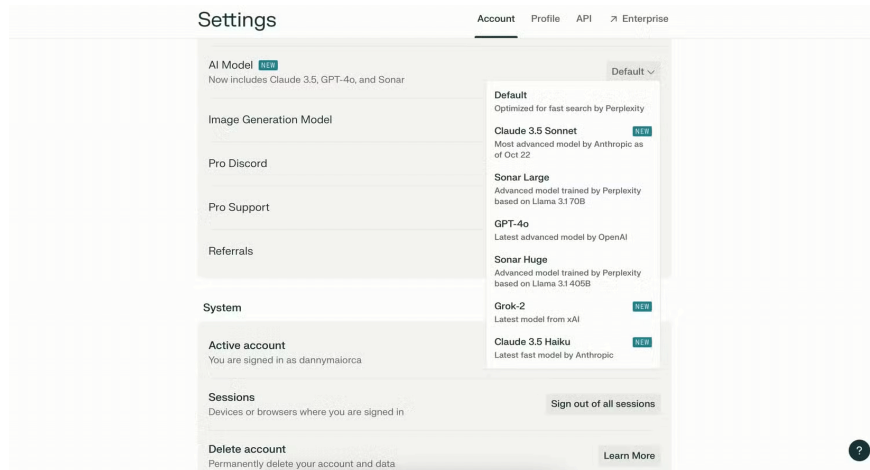 Settings
Account
Profile
API
↗ Enterprise
AI Model NEW
Now includes Claude 3.5, GPT-4o, and Sonar
Default
Image Generation Model
Pro Discord
Pro Support
Referrals
Default
Optimized for fast search by Perplexity
Claude 3.5 Sonnet NEW
Most advanced model by Anthropic as
of Oct 22
Sonar Large
Advanced model trained by Perplexity
based on Llama 3.1 70B
GPT-4o
Latest advanced model by OpenAI
Sonar Huge
Advanced model trained by Perplexity
based on Llama 3.1 405B
Grok-2 NEW
Latest model from xAI
Claude 3.5 Haiku NEW
Latest fast model by Anthropic
System
Active account
You are signed in as dannymaiorca
Sessions
Devices or browsers where you are signed in
Sign out of all sessions
Delete account
Permanently delete your account and data
Learn More
?